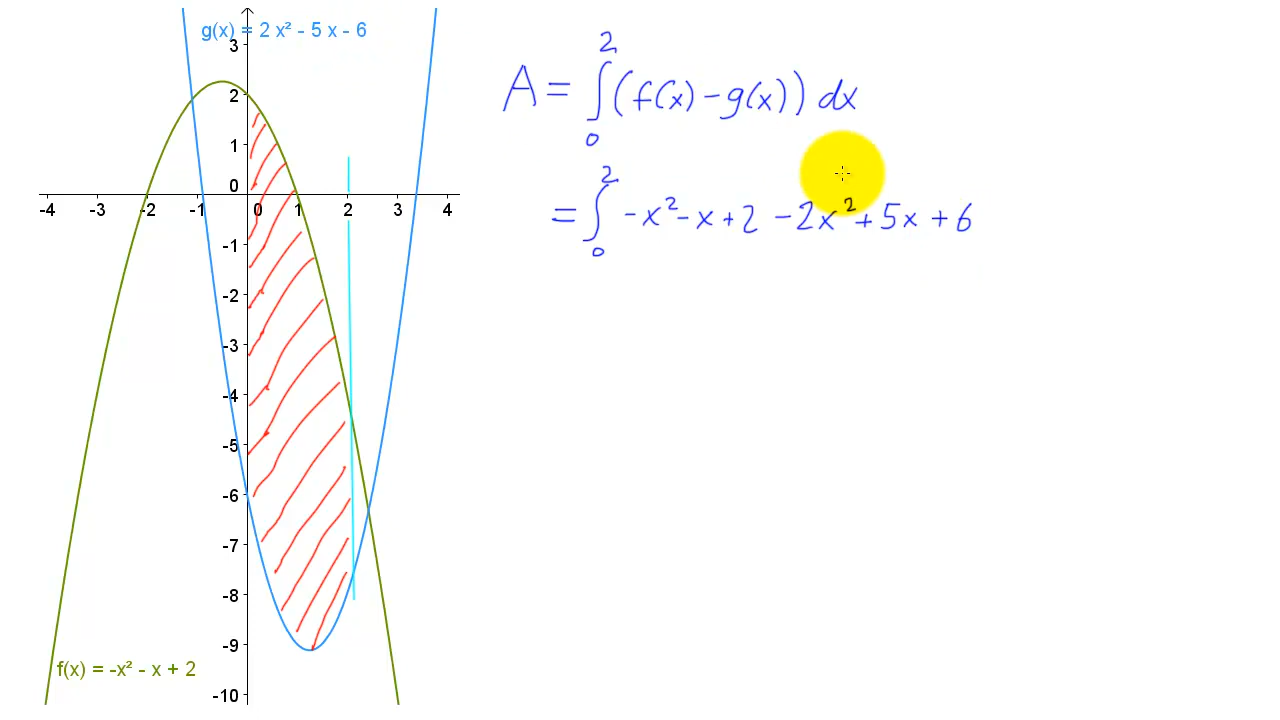 g(x) = 2 x² - 5 x - 6
3
2
1
0
-4 -3 -2 -1 0 1 2 3 4
-1
-2
-3
-4
-5
-6
-7
-8
-9
-10
f(x) = -x² - x + 2
A = ∫₀² (f(x) - g(x)) dx
= ∫₀² -x² - x + 2 - 2x² + 5x + 6